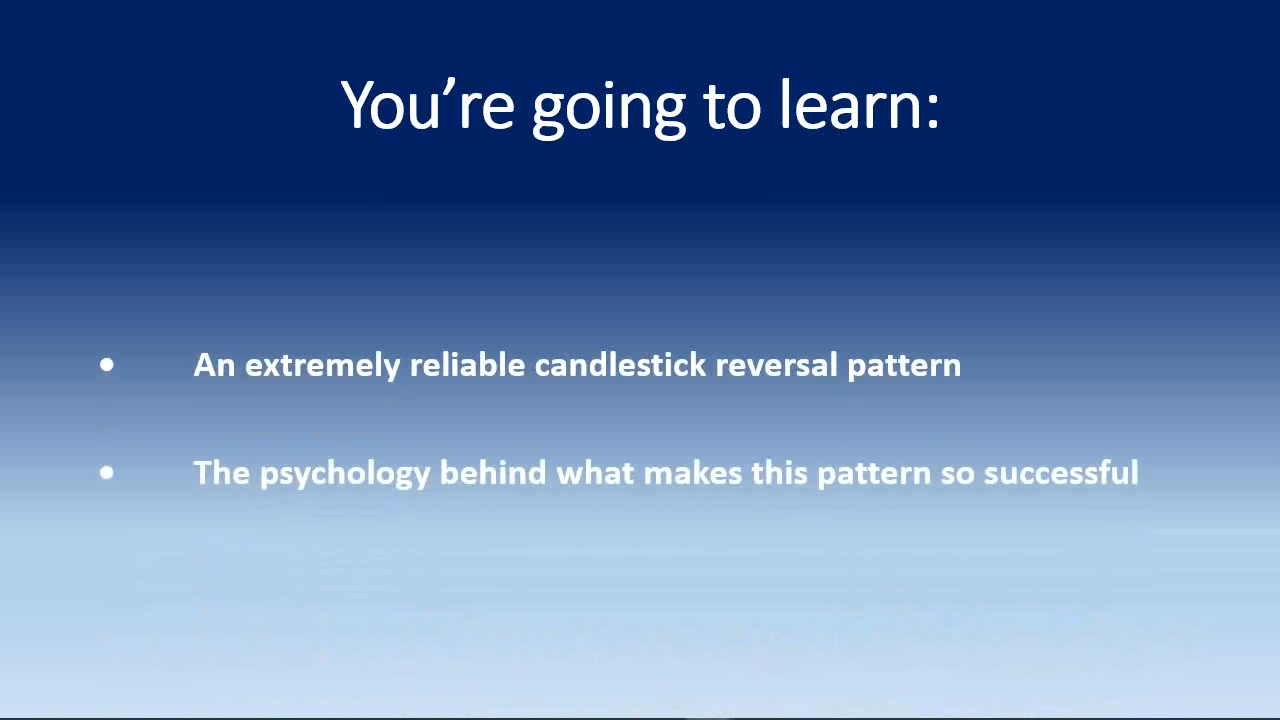 You’re going to learn:
• An extremely reliable candlestick reversal pattern
• The psychology behind what makes this pattern so successful